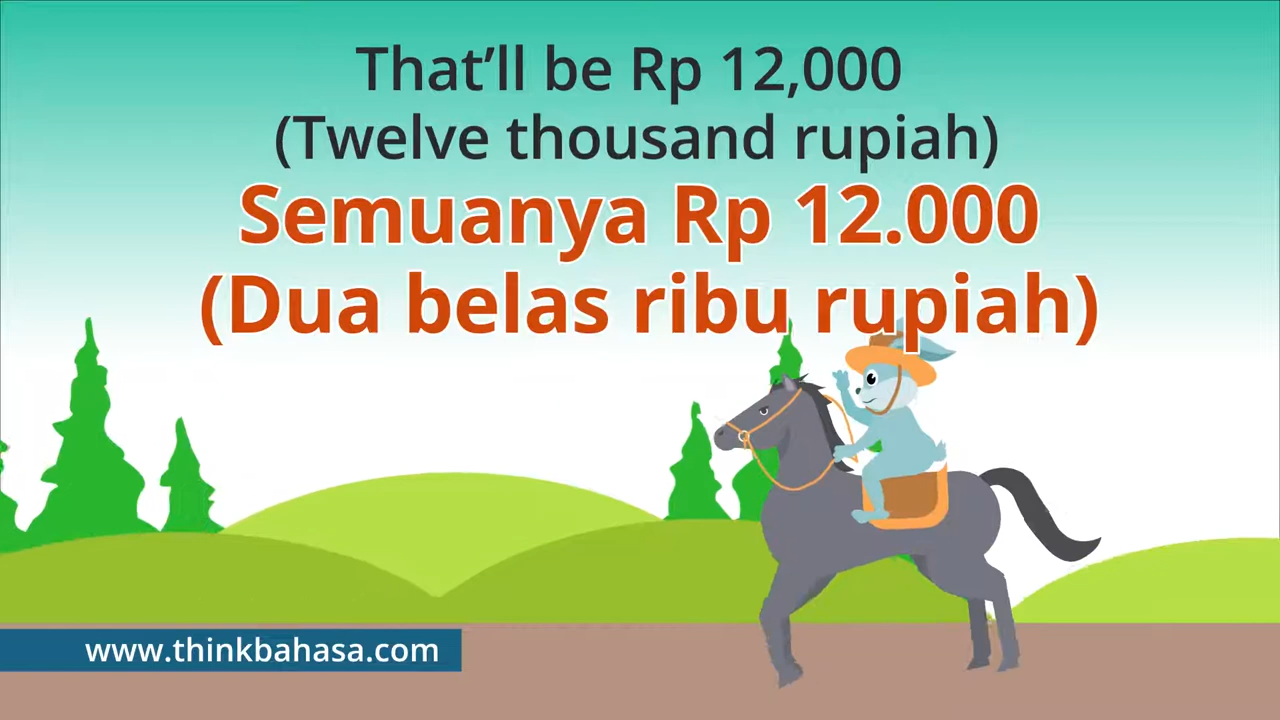 That’ll be Rp 12,000
(Twelve thousand rupiah)
Semuanya Rp 12.000
(Dua belas ribu rupiah)
www.thinkbahasa.com